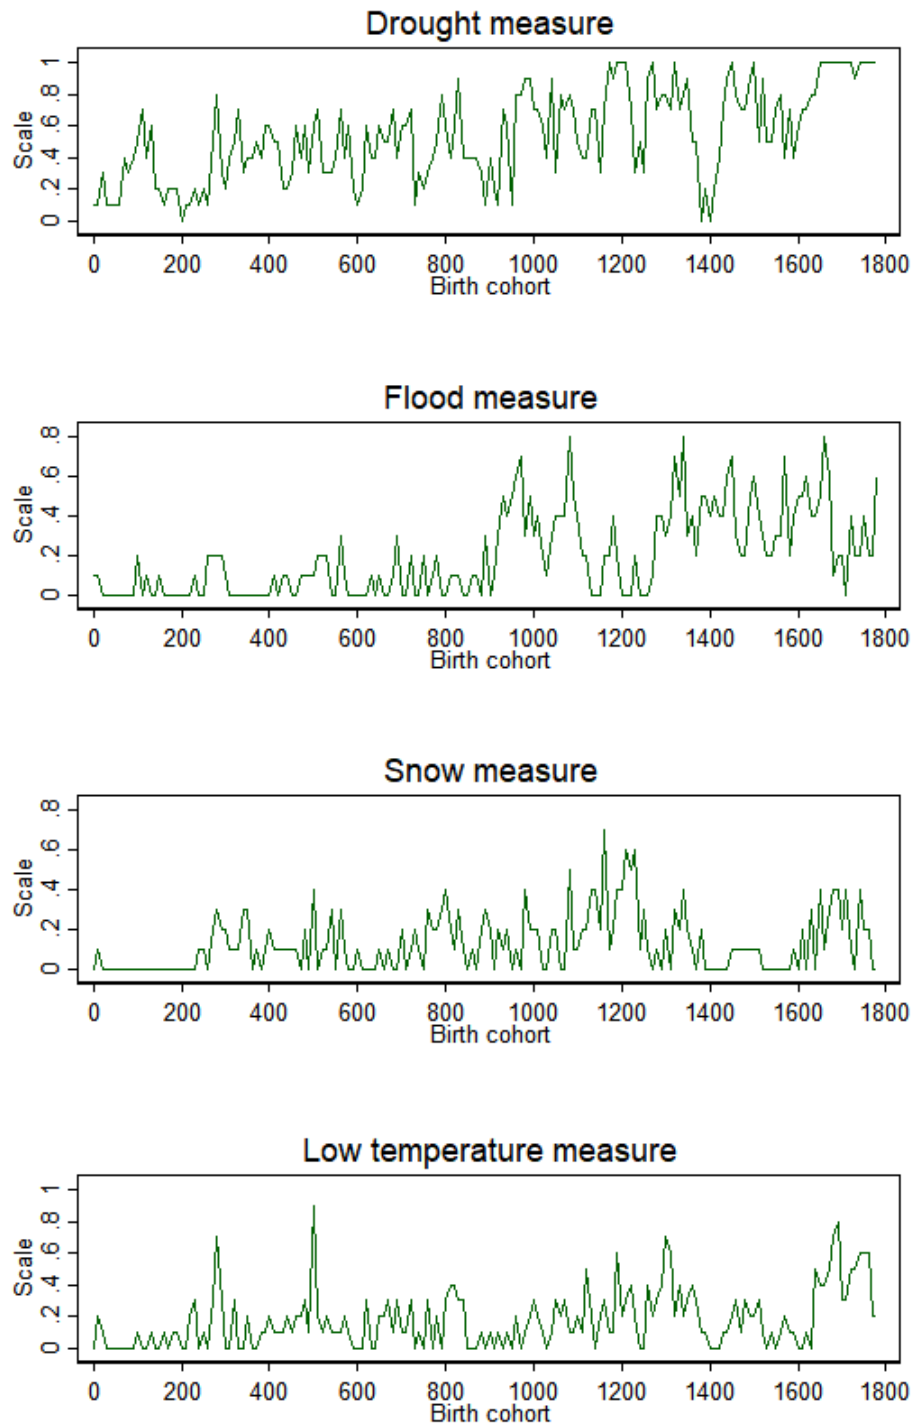 Drought measure
Scale
1
.8
.6
.4
.2
0
0 200 400 600 800 1000 1200 1400 1600 1800
Birth cohort
Flood measure
Scale
.8
.6
.4
.2
0
0 200 400 600 800 1000 1200 1400 1600 1800
Birth cohort
Snow measure
Scale
.8
.6
.4
.2
0
0 200 400 600 800 1000 1200 1400 1600 1800
Birth cohort
Low temperature measure
Scale
1
.8
.6
.4
.2
0
0 200 400 600 800 1000 1200 1400 1600 1800
Birth cohort